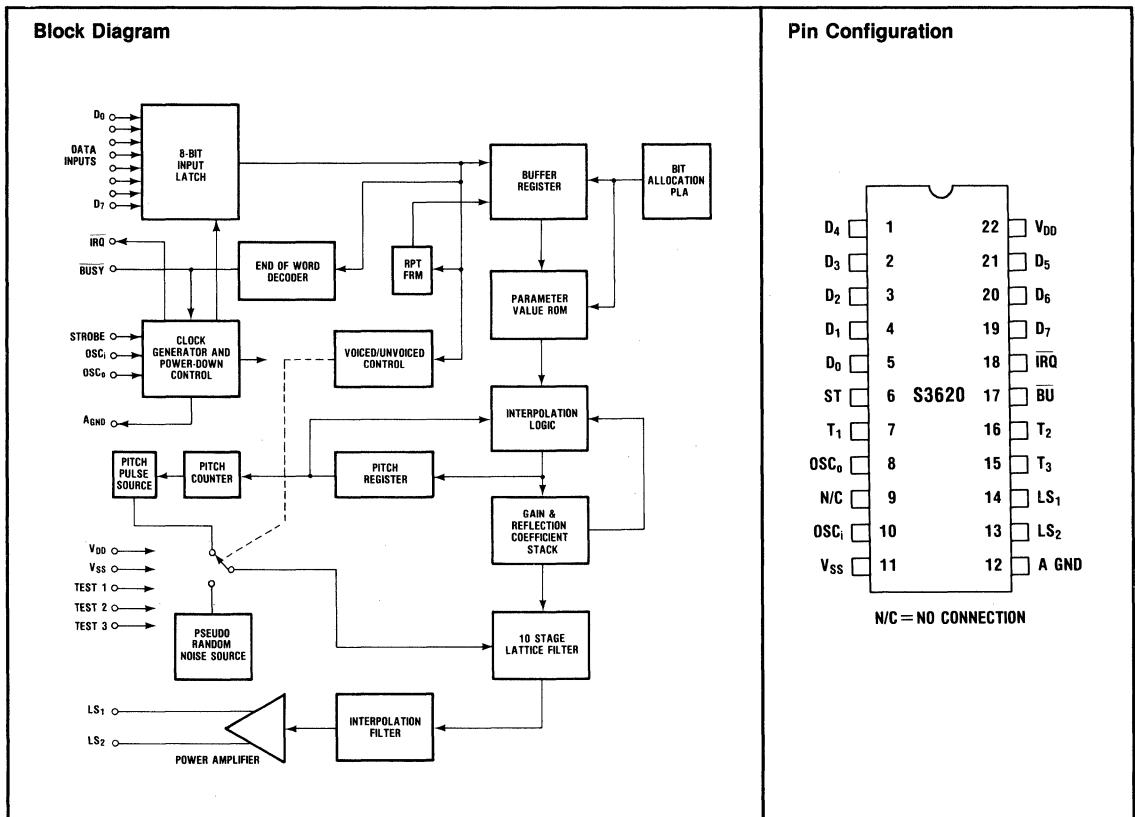 Block Diagram
D0
DATA
INPUTS
D7
8-BIT
INPUT
LATCH
BUFFER
REGISTER
BIT
ALLOCATION
PLA
IRQ
BUSY
END OF WORD
DECODER
RPT
FRM
PARAMETER
VALUE ROM
STROBE
OSCi
OSCo
CLOCK
GENERATOR AND
POWER-DOWN
CONTROL
VOICED/UNVOICED
CONTROL
INTERPOLATION
LOGIC
AGND
PITCH
PULSE
SOURCE
PITCH
COUNTER
PITCH
REGISTER
GAIN &
REFLECTION
COEFFICIENT
STACK
VDD
VSS
TEST 1
TEST 2
TEST 3
PSEUDO
RANDOM
NOISE SOURCE
10 STAGE
LATTICE FILTER
LS1
LS2
POWER AMPLIFIER
INTERPOLATION
FILTER
Pin Configuration
D4 1 22 VDD
D3 2 21 D5
D2 3 20 D6
D1 4 19 D7
D0 5 18 IRQ
ST 6 S3620 17 BU
T1 7 16 T2
OSCo 8 15 T3
N/C 9 14 LS1
OSCi 10 13 LS2
VSS 11 12 A GND
N/C=NO CONNECTION